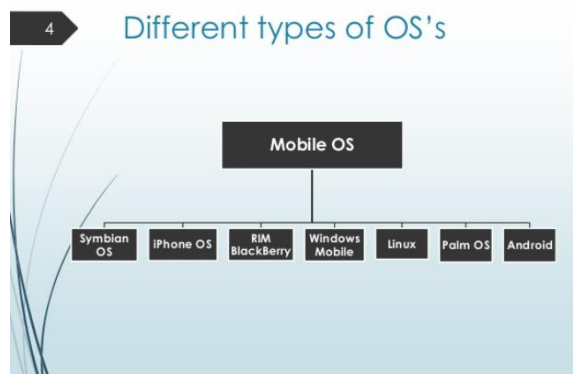 4
Different types of OS's
Mobile OS
Symbian
OS
iPhone OS
RIM
BlackBerry
Windows
Mobile
Linux
Palm OS
Android